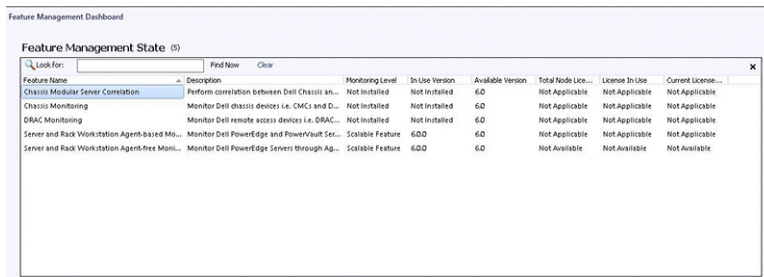 Feature Management Dashboard
Feature Management State (5)
Look for: Find Now Clear
Feature Name Description Monitoring Level In Use Version Available Version Total Node Lice... License In Use Current License...
Chassis Modular Server Correlation Perform correlation between Dell Chassis an... Not Installed Not Installed 6.0 Not Applicable Not Applicable Not Applicable
Chassis Monitoring Monitor Dell chassis devices i.e. CMCs and D... Not Installed Not Installed 6.0 Not Applicable Not Applicable Not Applicable
DRAC Monitoring Monitor Dell remote access devices i.e. DRAC... Not Installed Not Installed 6.0 Not Applicable Not Applicable Not Applicable
Server and Rack Workstation Agent-based Mo... Monitor Dell PowerEdge and PowerVault Ser... Scalable Feature 6.0.0 6.0 Not Applicable Not Applicable Not Applicable
Server and Rack Workstation Agent-free Moni... Monitor Dell PowerEdge Servers through Ag... Scalable Feature 6.0.0 6.0 Not Available Not Available Not Available